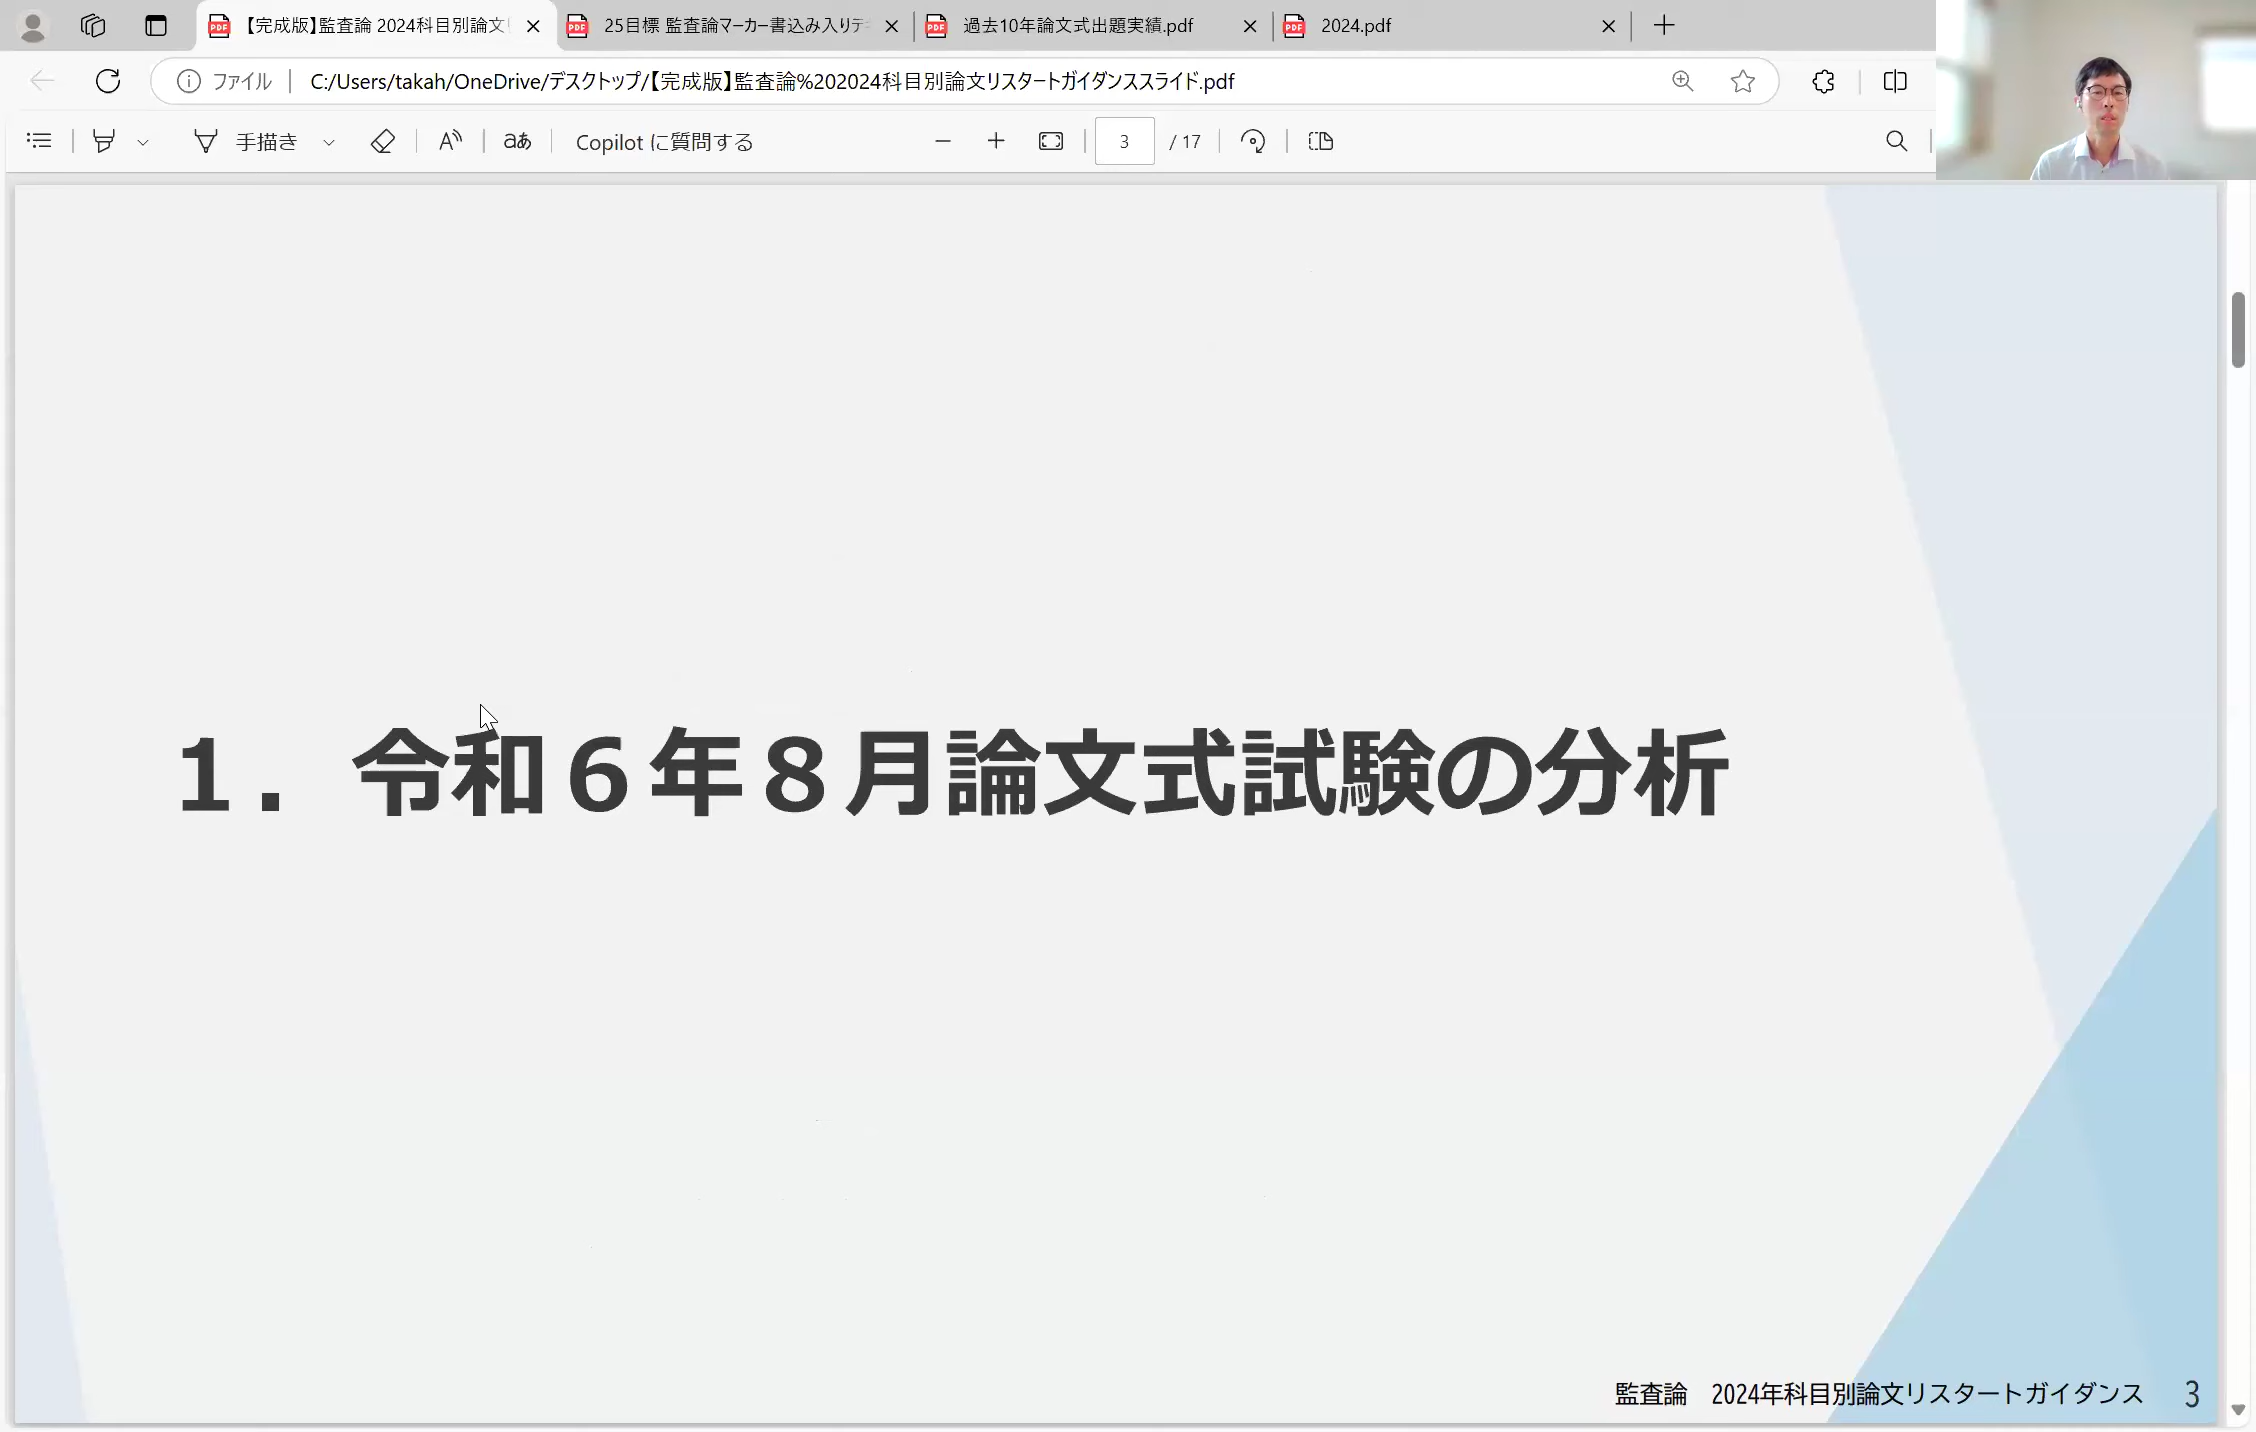 【完成版】監査論 2024科目別論文リ
25目標 監査論マーカー書込み入りテ
過去10年論文式出題実績.pdf
2024.pdf
ファイル
C:/Users/takah/OneDrive/デスクトップ/【完成版】監査論%202024科目別論文リスタートガイダンススライド.pdf
手描き
aあ
Copilot に質問する
3 / 17
１．令和６年８月論文式試験の分析
監査論　2024年科目別論文リスタートガイダンス　3